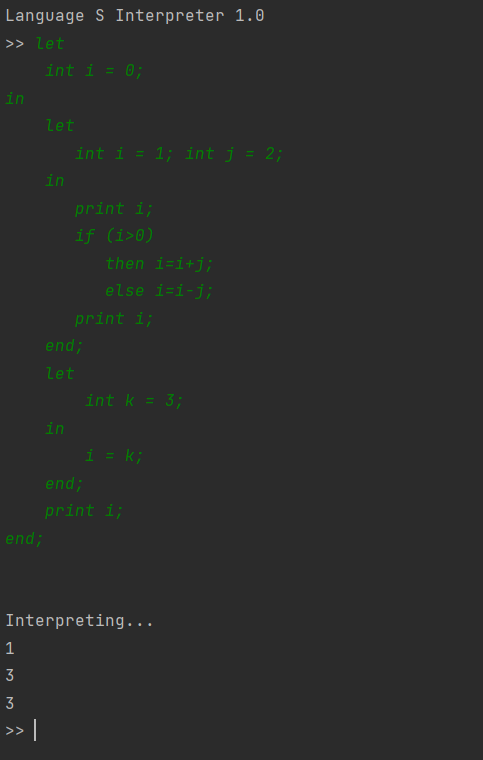 Language S Interpreter 1.0
>> let
    int i = 0;
in
    let
       int i = 1; int j = 2;
    in
       print i;
       if (i>0)
          then i=i+j;
          else i=i-j;
       print i;
    end;
    let
        int k = 3;
    in
        i = k;
    end;
    print i;
end;
Interpreting...
1
3
3
>>